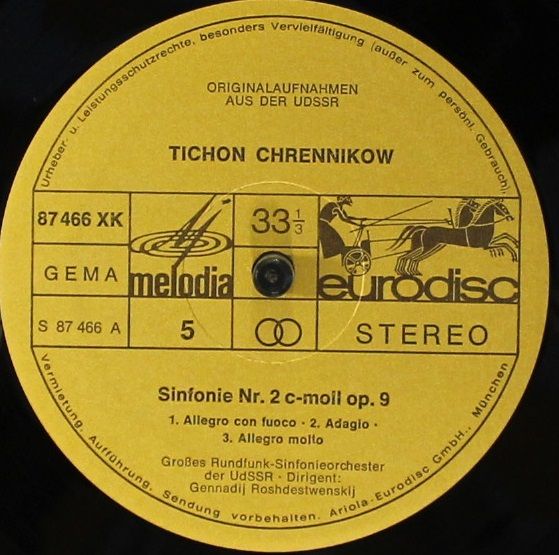 Urheber- u. Leistungsschutzrechte, besonders Vervielfältigung (außer zum persönl. Gebrauch),
ORIGINALAUFNAHMEN
AUS DER UDSSR
TICHON CHRENNIKOW
87 466 XK
melodia
33 1/3
eurodisc
GEMA
S 87 466 A
5
STEREO
Sinfonie Nr. 2 c-moll op. 9
1. Allegro con fuoco · 2. Adagio ·
3. Allegro molto
Großes Rundfunk-Sinfonieorchester
der UdSSR · Dirigent:
Gennadij Roshdestwenskij
Vermietung, Aufführung, Sendung vorbehalten. Ariola-Eurodisc GmbH., München